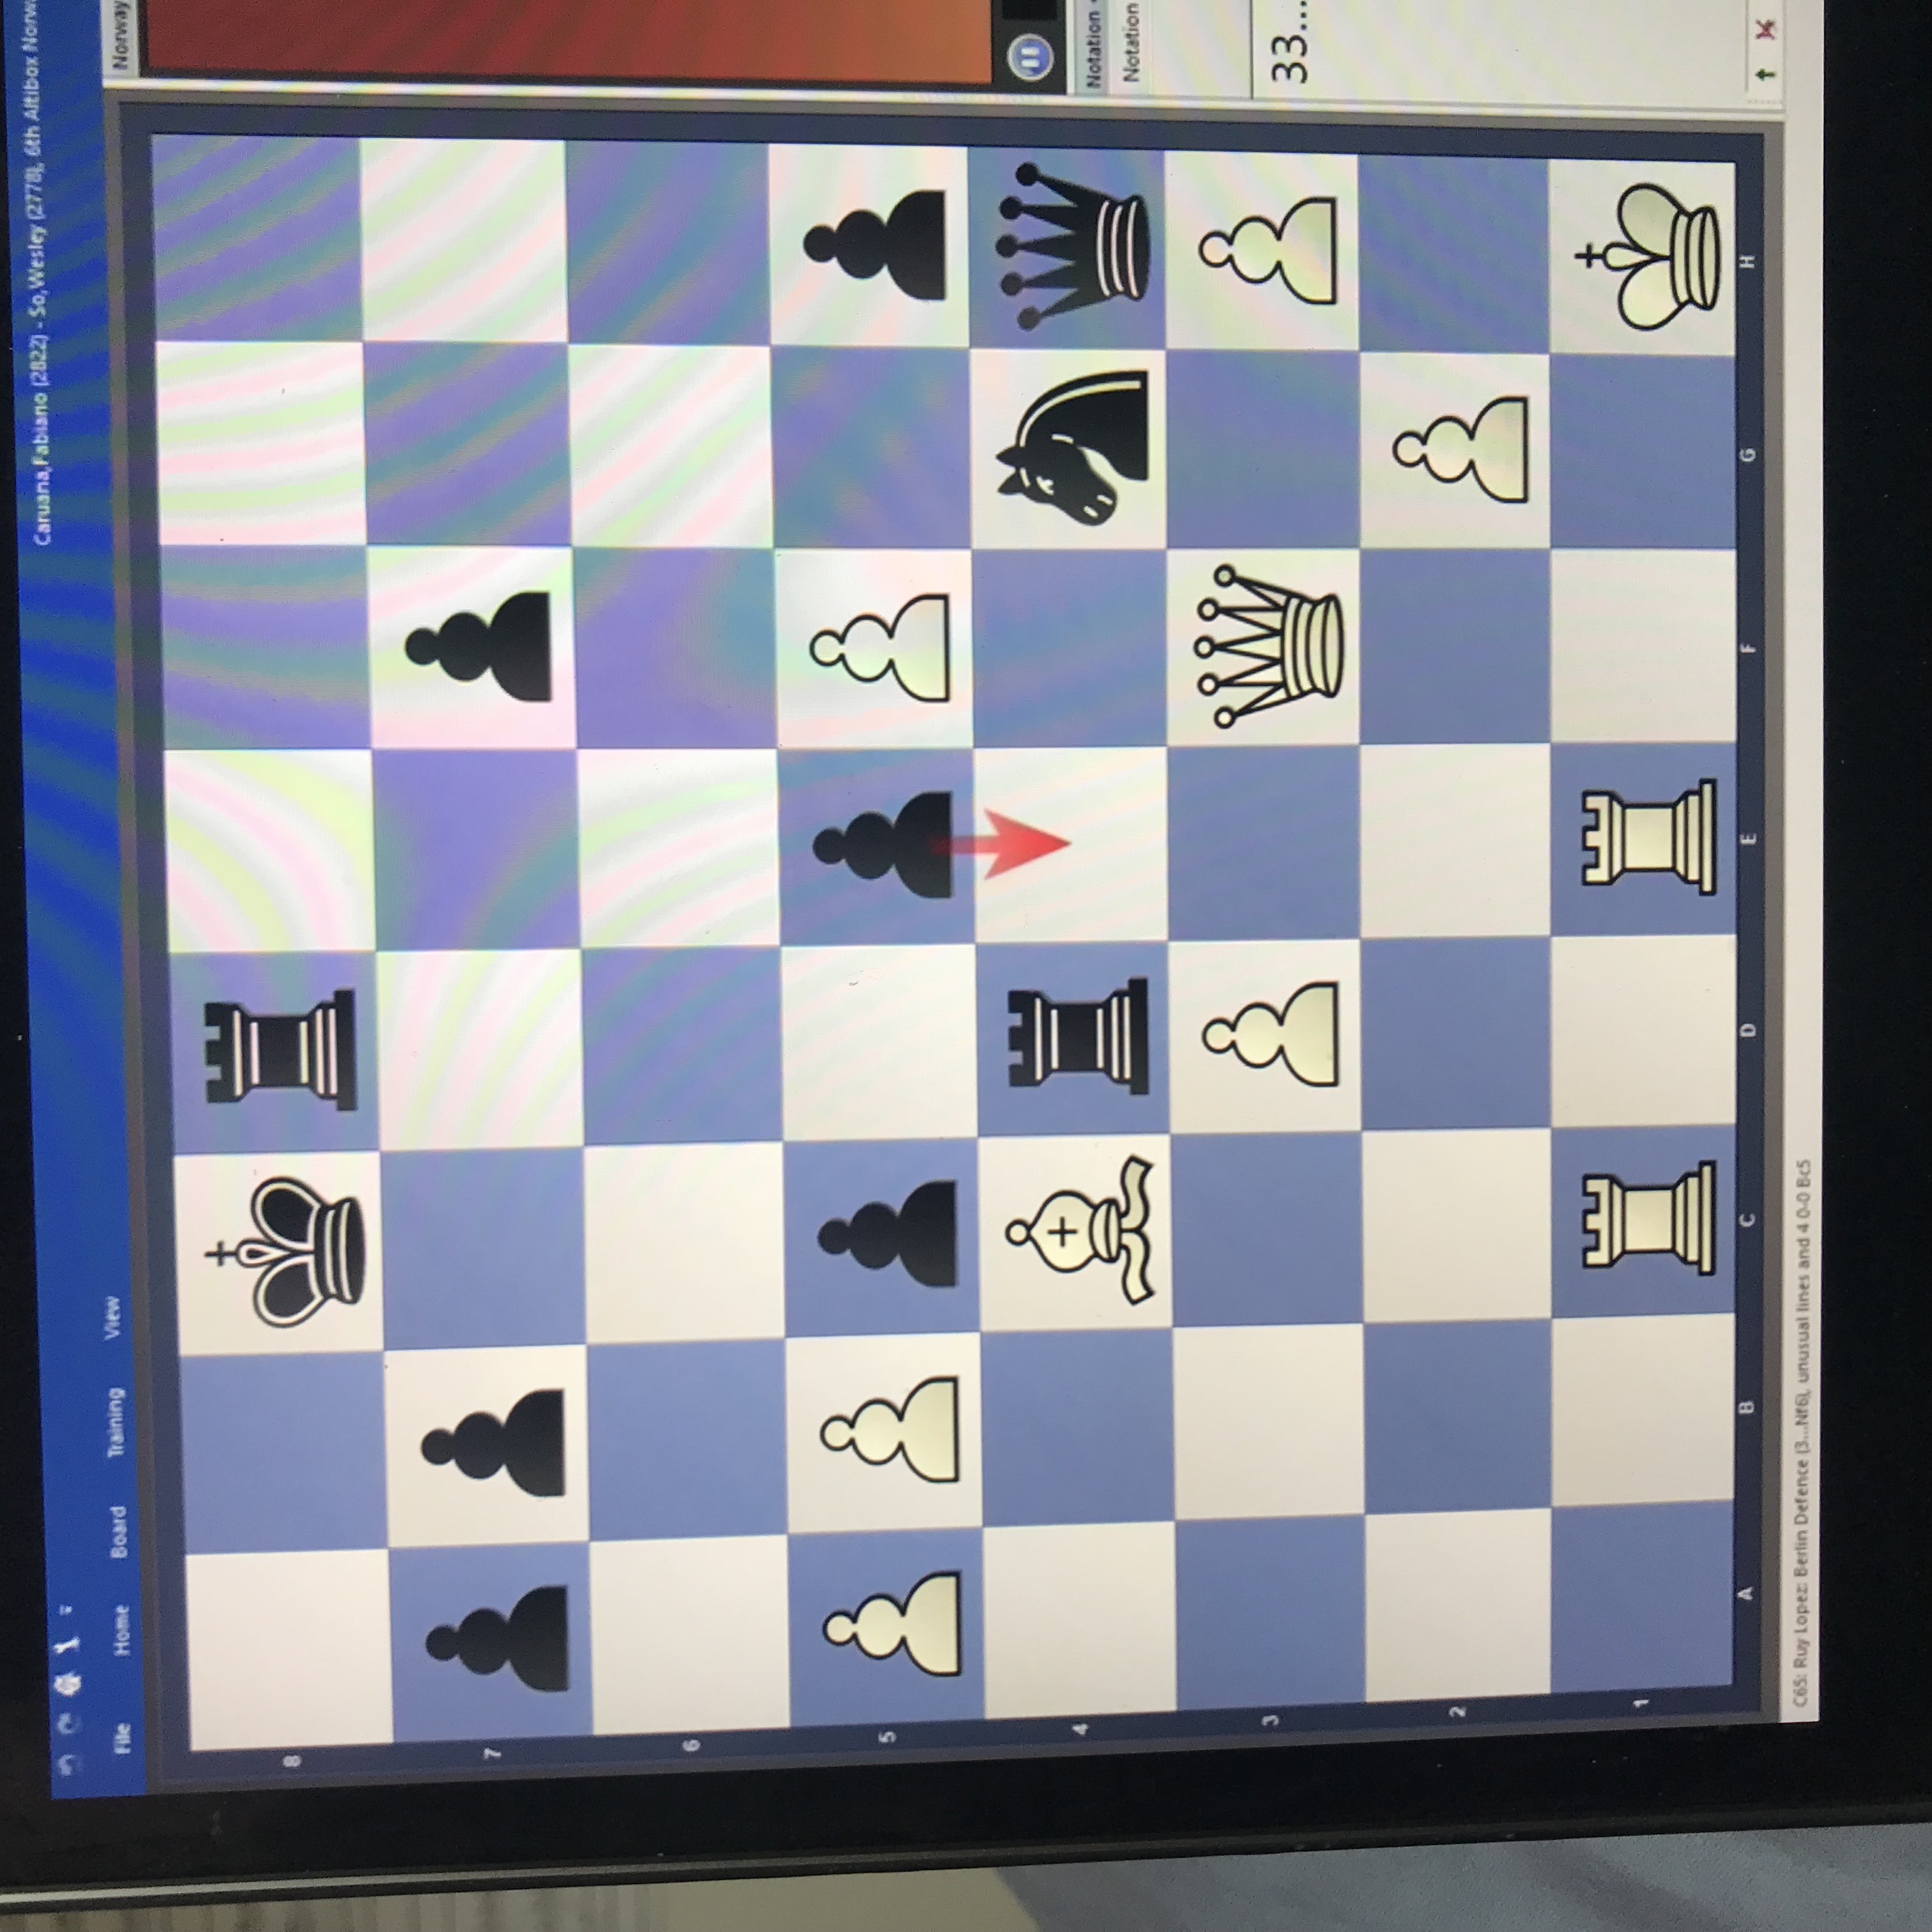 Caruana,Fabiano (2822) - So,Wesley (2778), 6th Altibox
File Home Board Training View
Norway
8
7
6
5
4
3
2
1
A B C D E F G H
Notation
Notation
33...
C65: Ruy Lopez: Berlin Defence (3...Nf6), unusual lines and 4 0-0 Bc5